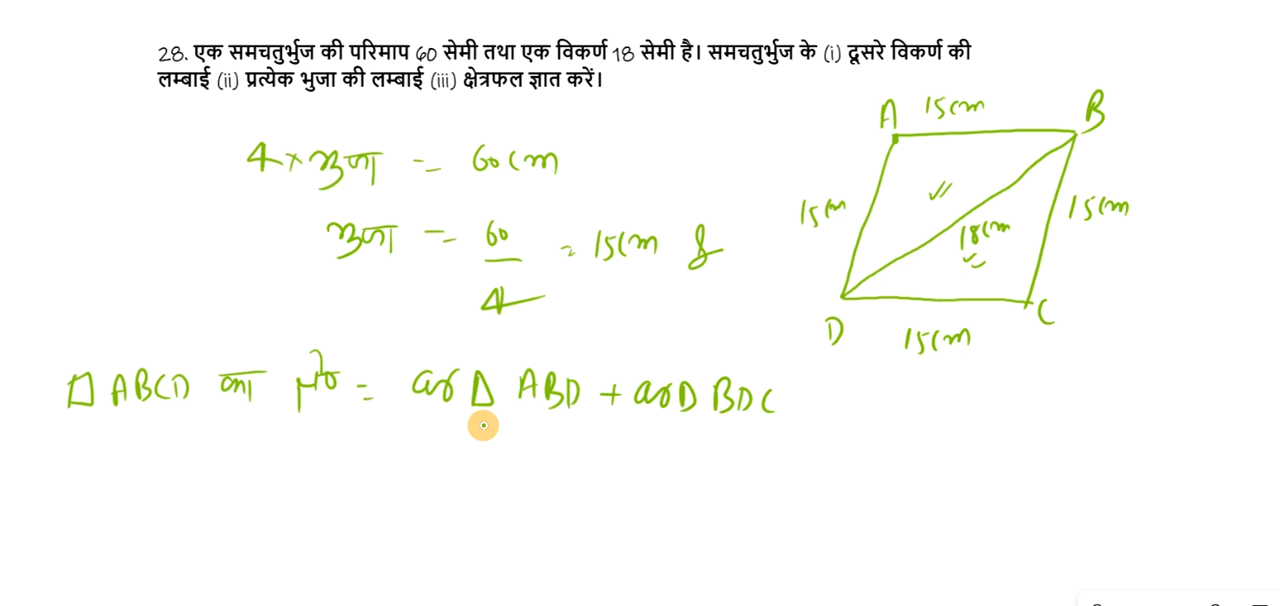 28. एक समचतुर्भुज की परिमाप 60 सेमी तथा एक विकर्ण 18 सेमी है। समचतुर्भुज के (i) दूसरे विकर्ण की
लम्बाई (ii) प्रत्येक भुजा की लम्बाई (iii) क्षेत्रफल ज्ञात करें।
A 15cm B
4 × भुजा = 60cm
15cm 15cm
भुजा = 60/4 = 15cm
18cm
D 15cm C
□ ABCD का क्षे० = ar Δ ABD + ar Δ BDC